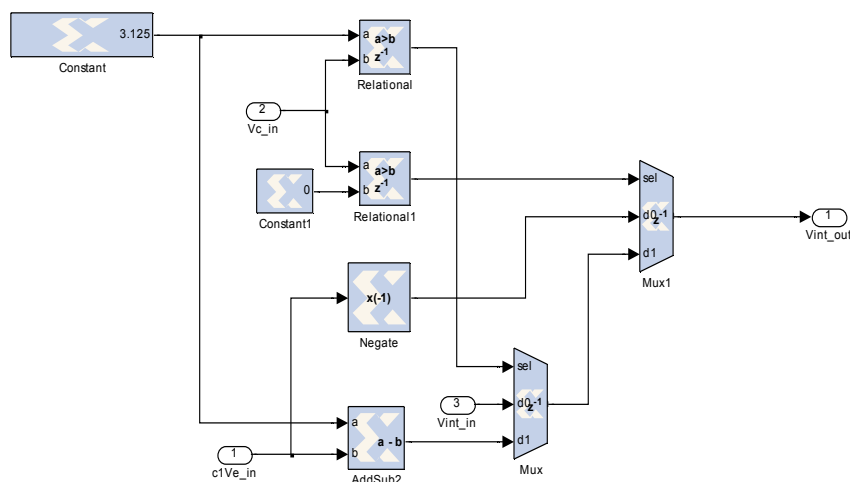 3.125
Constant
a
a>b
b
z-1
Relational
2
Vc_in
a
a>b
b
z-1
Relational1
0
Constant1
sel
d0
z-1
d1
Mux1
1
Vint_out
x(-1)
Negate
sel
3
Vint_in
d0
z-1
d1
Mux
a
a - b
b
AddSub2
1
c1Ve_in